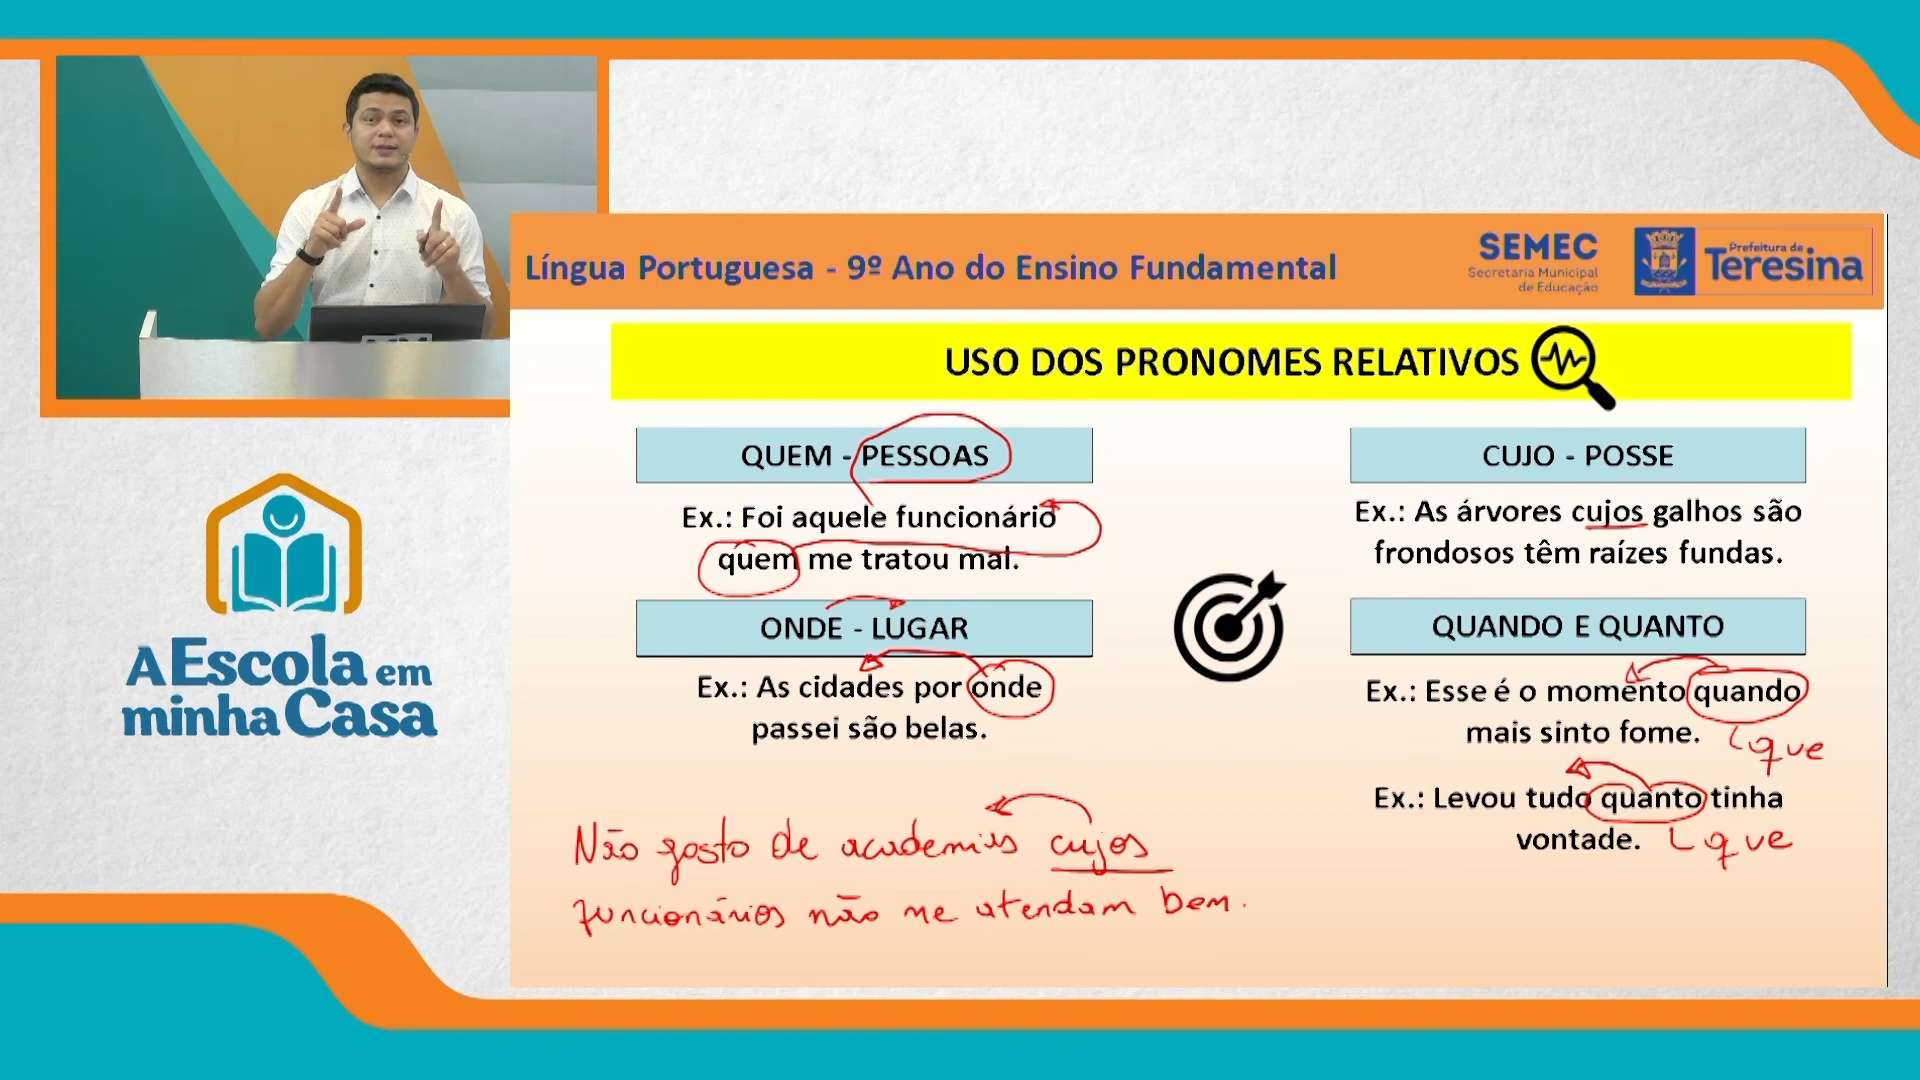 Língua Portuguesa - 9º Ano do Ensino Fundamental
SEMEC
Secretaria Municipal
de Educação
Prefeitura de
Teresina
USO DOS PRONOMES RELATIVOS
QUEM - PESSOAS
Ex.: Foi aquele funcionário
quem me tratou mal.
ONDE - LUGAR
Ex.: As cidades por onde
passei são belas.
CUJO - POSSE
Ex.: As árvores cujos galhos são
frondosos têm raízes fundas.
QUANDO E QUANTO
Ex.: Esse é o momento quando
mais sinto fome.
que
Ex.: Levou tudo quanto tinha
vontade.
que
Não gosto de academias cujos
funcionários não me atendam bem.
A Escola em
minha Casa